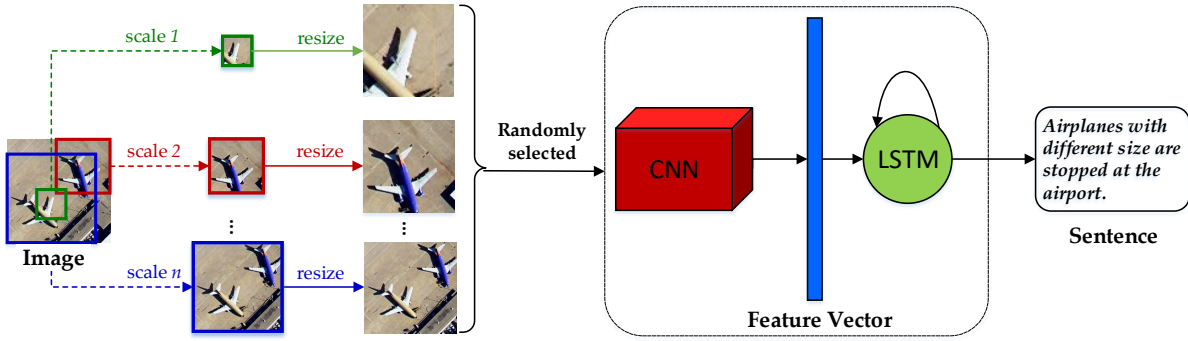 scale 1
resize
scale 2
resize
⋮
⋮
Image
scale n
resize
Randomly
selected
CNN
LSTM
Feature Vector
Airplanes with
different size are
stopped at the
airport.
Sentence